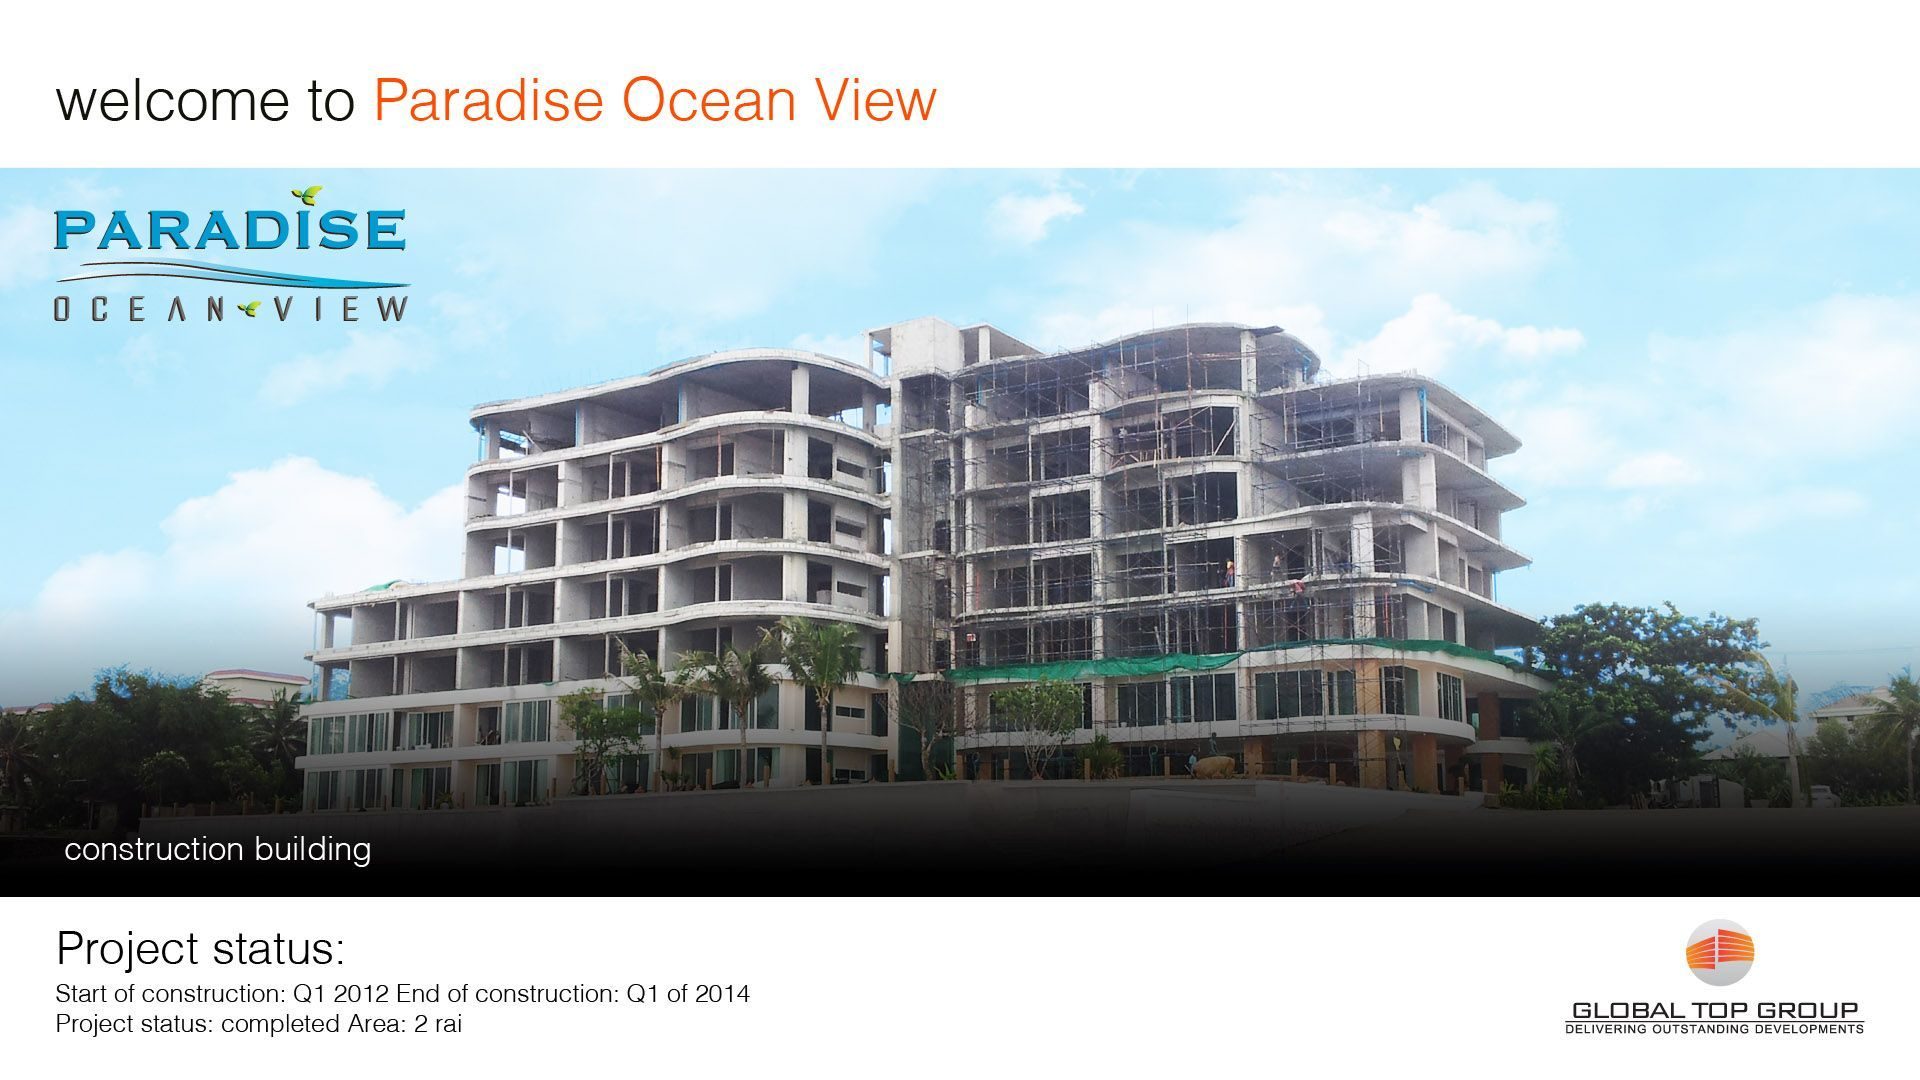 welcome to Paradise Ocean View
PARADISE
OCEAN VIEW
construction building
Project status:
Start of construction: Q1 2012 End of construction: Q1 of 2014
Project status: completed Area: 2 rai
GLOBAL TOP GROUP
DELIVERING OUTSTANDING DEVELOPMENTS